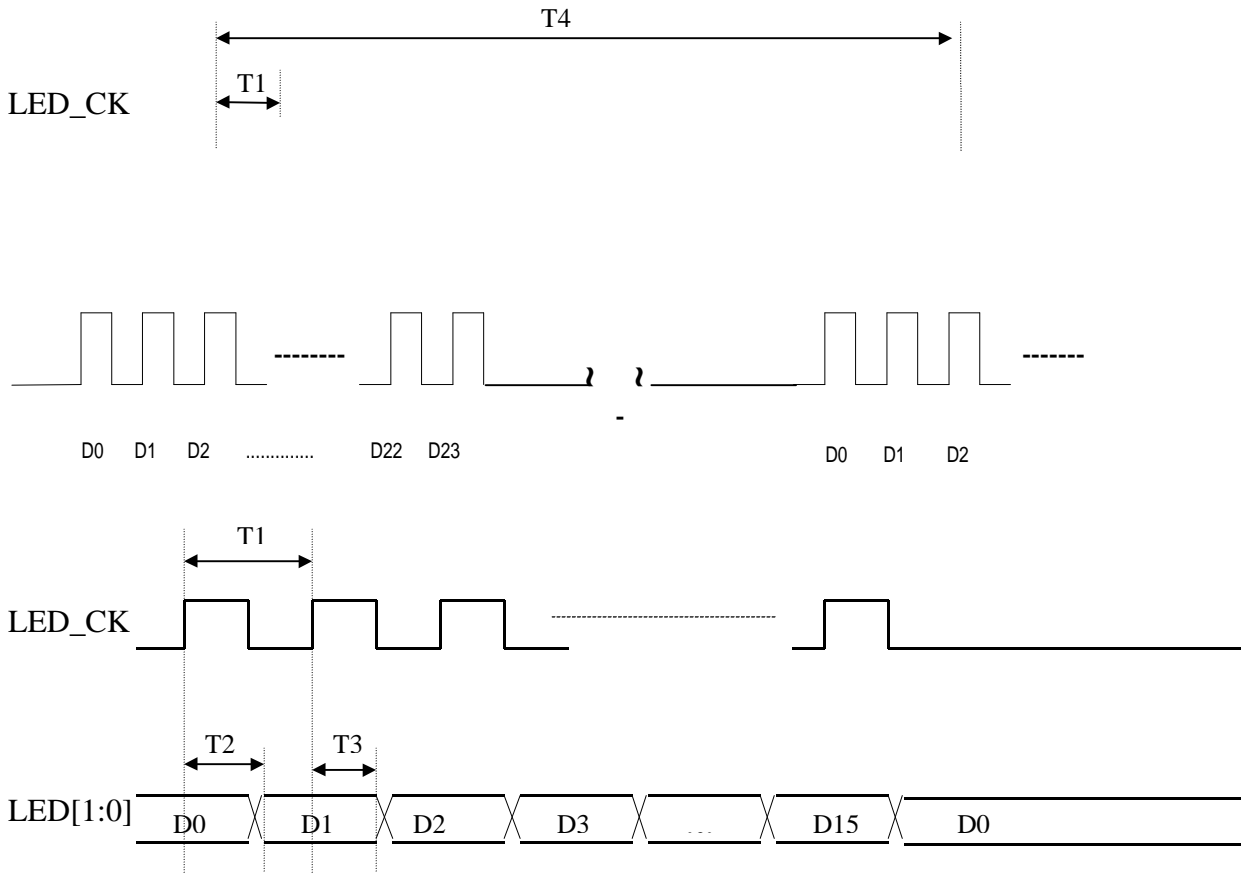 T4
T1
LED_CK
D0 D1 D2 .............. D22 D23 D0 D1 D2
T1
LED_CK
T2 T3
LED[1:0] D0 D1 D2 D3 ... D15 D0